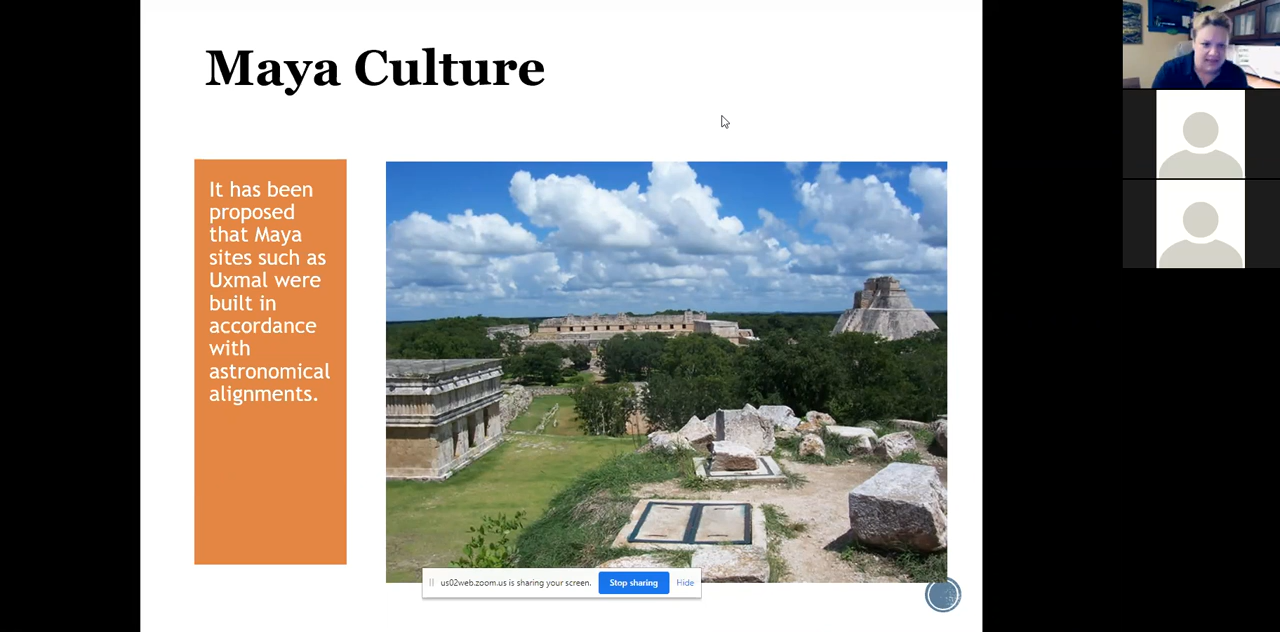 Maya Culture
It has been
proposed
that Maya
sites such as
Uxmal were
built in
accordance
with
astronomical
alignments.
us02web.zoom.us is sharing your screen. Stop sharing Hide